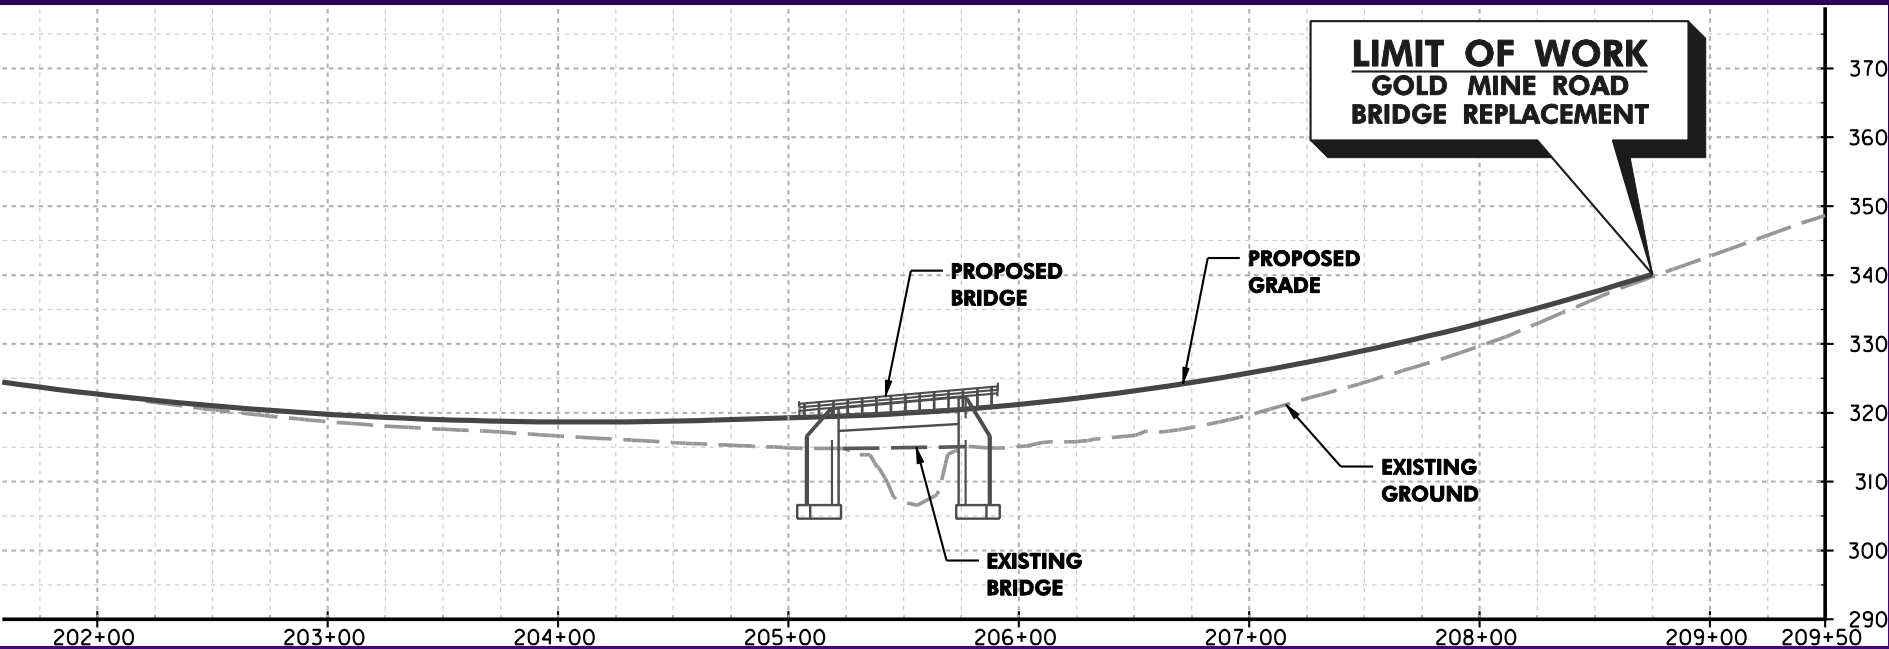 LIMIT OF WORK
GOLD MINE ROAD
BRIDGE REPLACEMENT
370
360
350
340
330
320
310
300
290
PROPOSED
BRIDGE
PROPOSED
GRADE
EXISTING
GROUND
EXISTING
BRIDGE
202+00 203+00 204+00 205+00 206+00 207+00 208+00 209+00 209+50